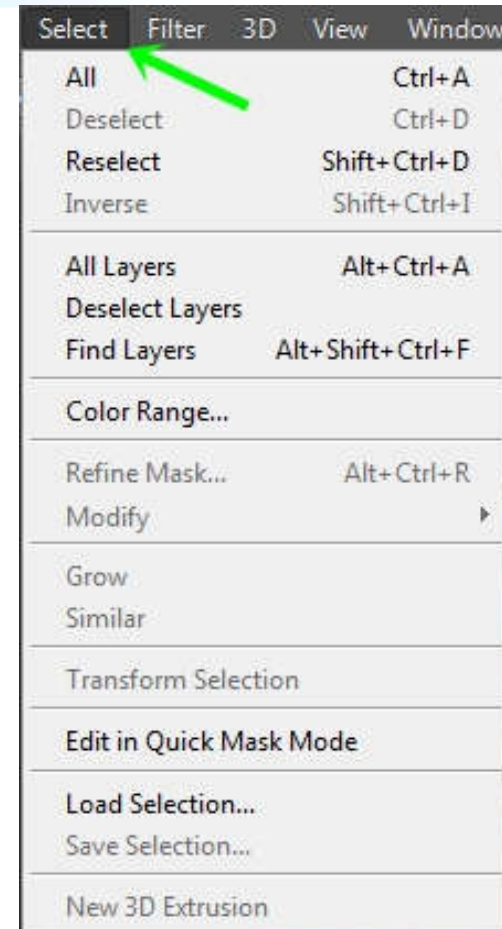 Select Filter 3D View Window
All Ctrl+A
Deselect Ctrl+D
Reselect Shift+Ctrl+D
Inverse Shift+Ctrl+I
All Layers Alt+Ctrl+A
Deselect Layers
Find Layers Alt+Shift+Ctrl+F
Color Range...
Refine Mask... Alt+Ctrl+R
Modify
Grow
Similar
Transform Selection
Edit in Quick Mask Mode
Load Selection...
Save Selection...
New 3D Extrusion